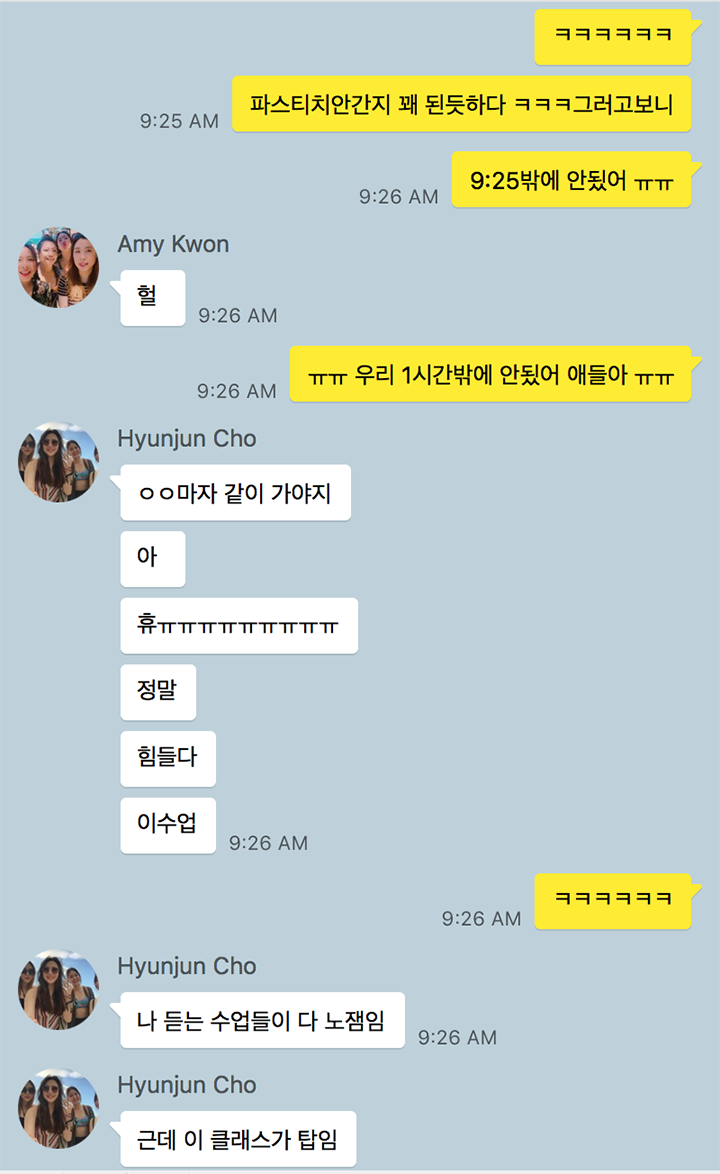 ㅋㅋㅋㅋㅋㅋ
파스티치안간지 꽤 된듯하다 ㅋㅋㅋ그러고보니
9:25 AM
9:25밖에 안됬어 ㅠㅠ
9:26 AM
Amy Kwon
헐
9:26 AM
ㅠㅠ 우리 1시간밖에 안됬어 얘들아 ㅠㅠ
9:26 AM
Hyunjun Cho
ㅇㅇ마자 같이 가야지
아
휴ㅠㅠㅠㅠㅠㅠㅠㅠㅠ
정말
힘들다
이수업
9:26 AM
ㅋㅋㅋㅋㅋㅋ
9:26 AM
Hyunjun Cho
나 듣는 수업들이 다 노잼임
9:26 AM
Hyunjun Cho
근데 이 클래스가 탑임